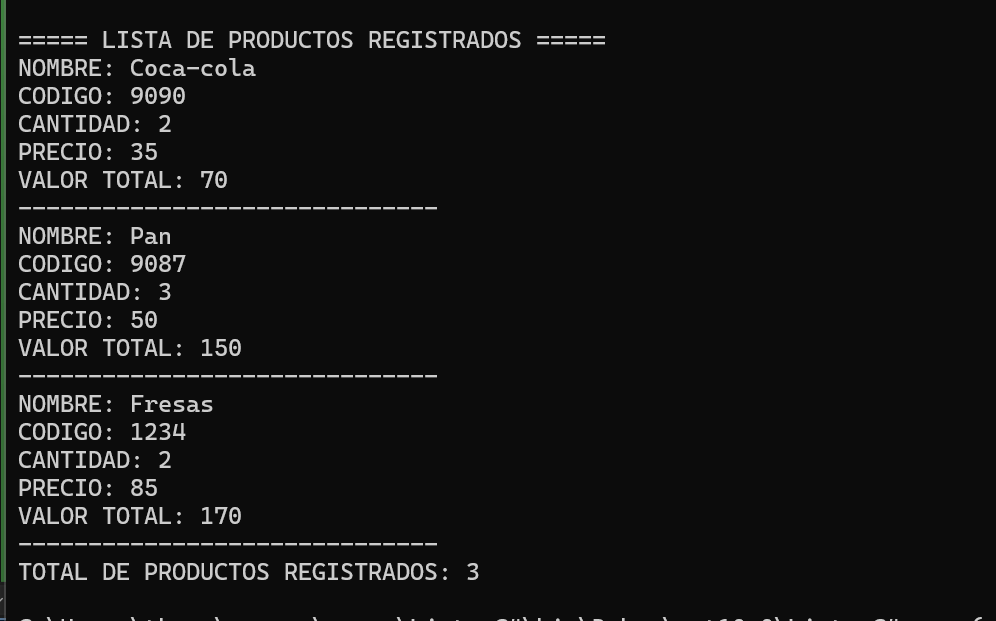 ===== LISTA DE PRODUCTOS REGISTRADOS =====
NOMBRE: Coca-cola
CODIGO: 9090
CANTIDAD: 2
PRECIO: 35
VALOR TOTAL: 70
------------------------------
NOMBRE: Pan
CODIGO: 9087
CANTIDAD: 3
PRECIO: 50
VALOR TOTAL: 150
------------------------------
NOMBRE: Fresas
CODIGO: 1234
CANTIDAD: 2
PRECIO: 85
VALOR TOTAL: 170
------------------------------
TOTAL DE PRODUCTOS REGISTRADOS: 3